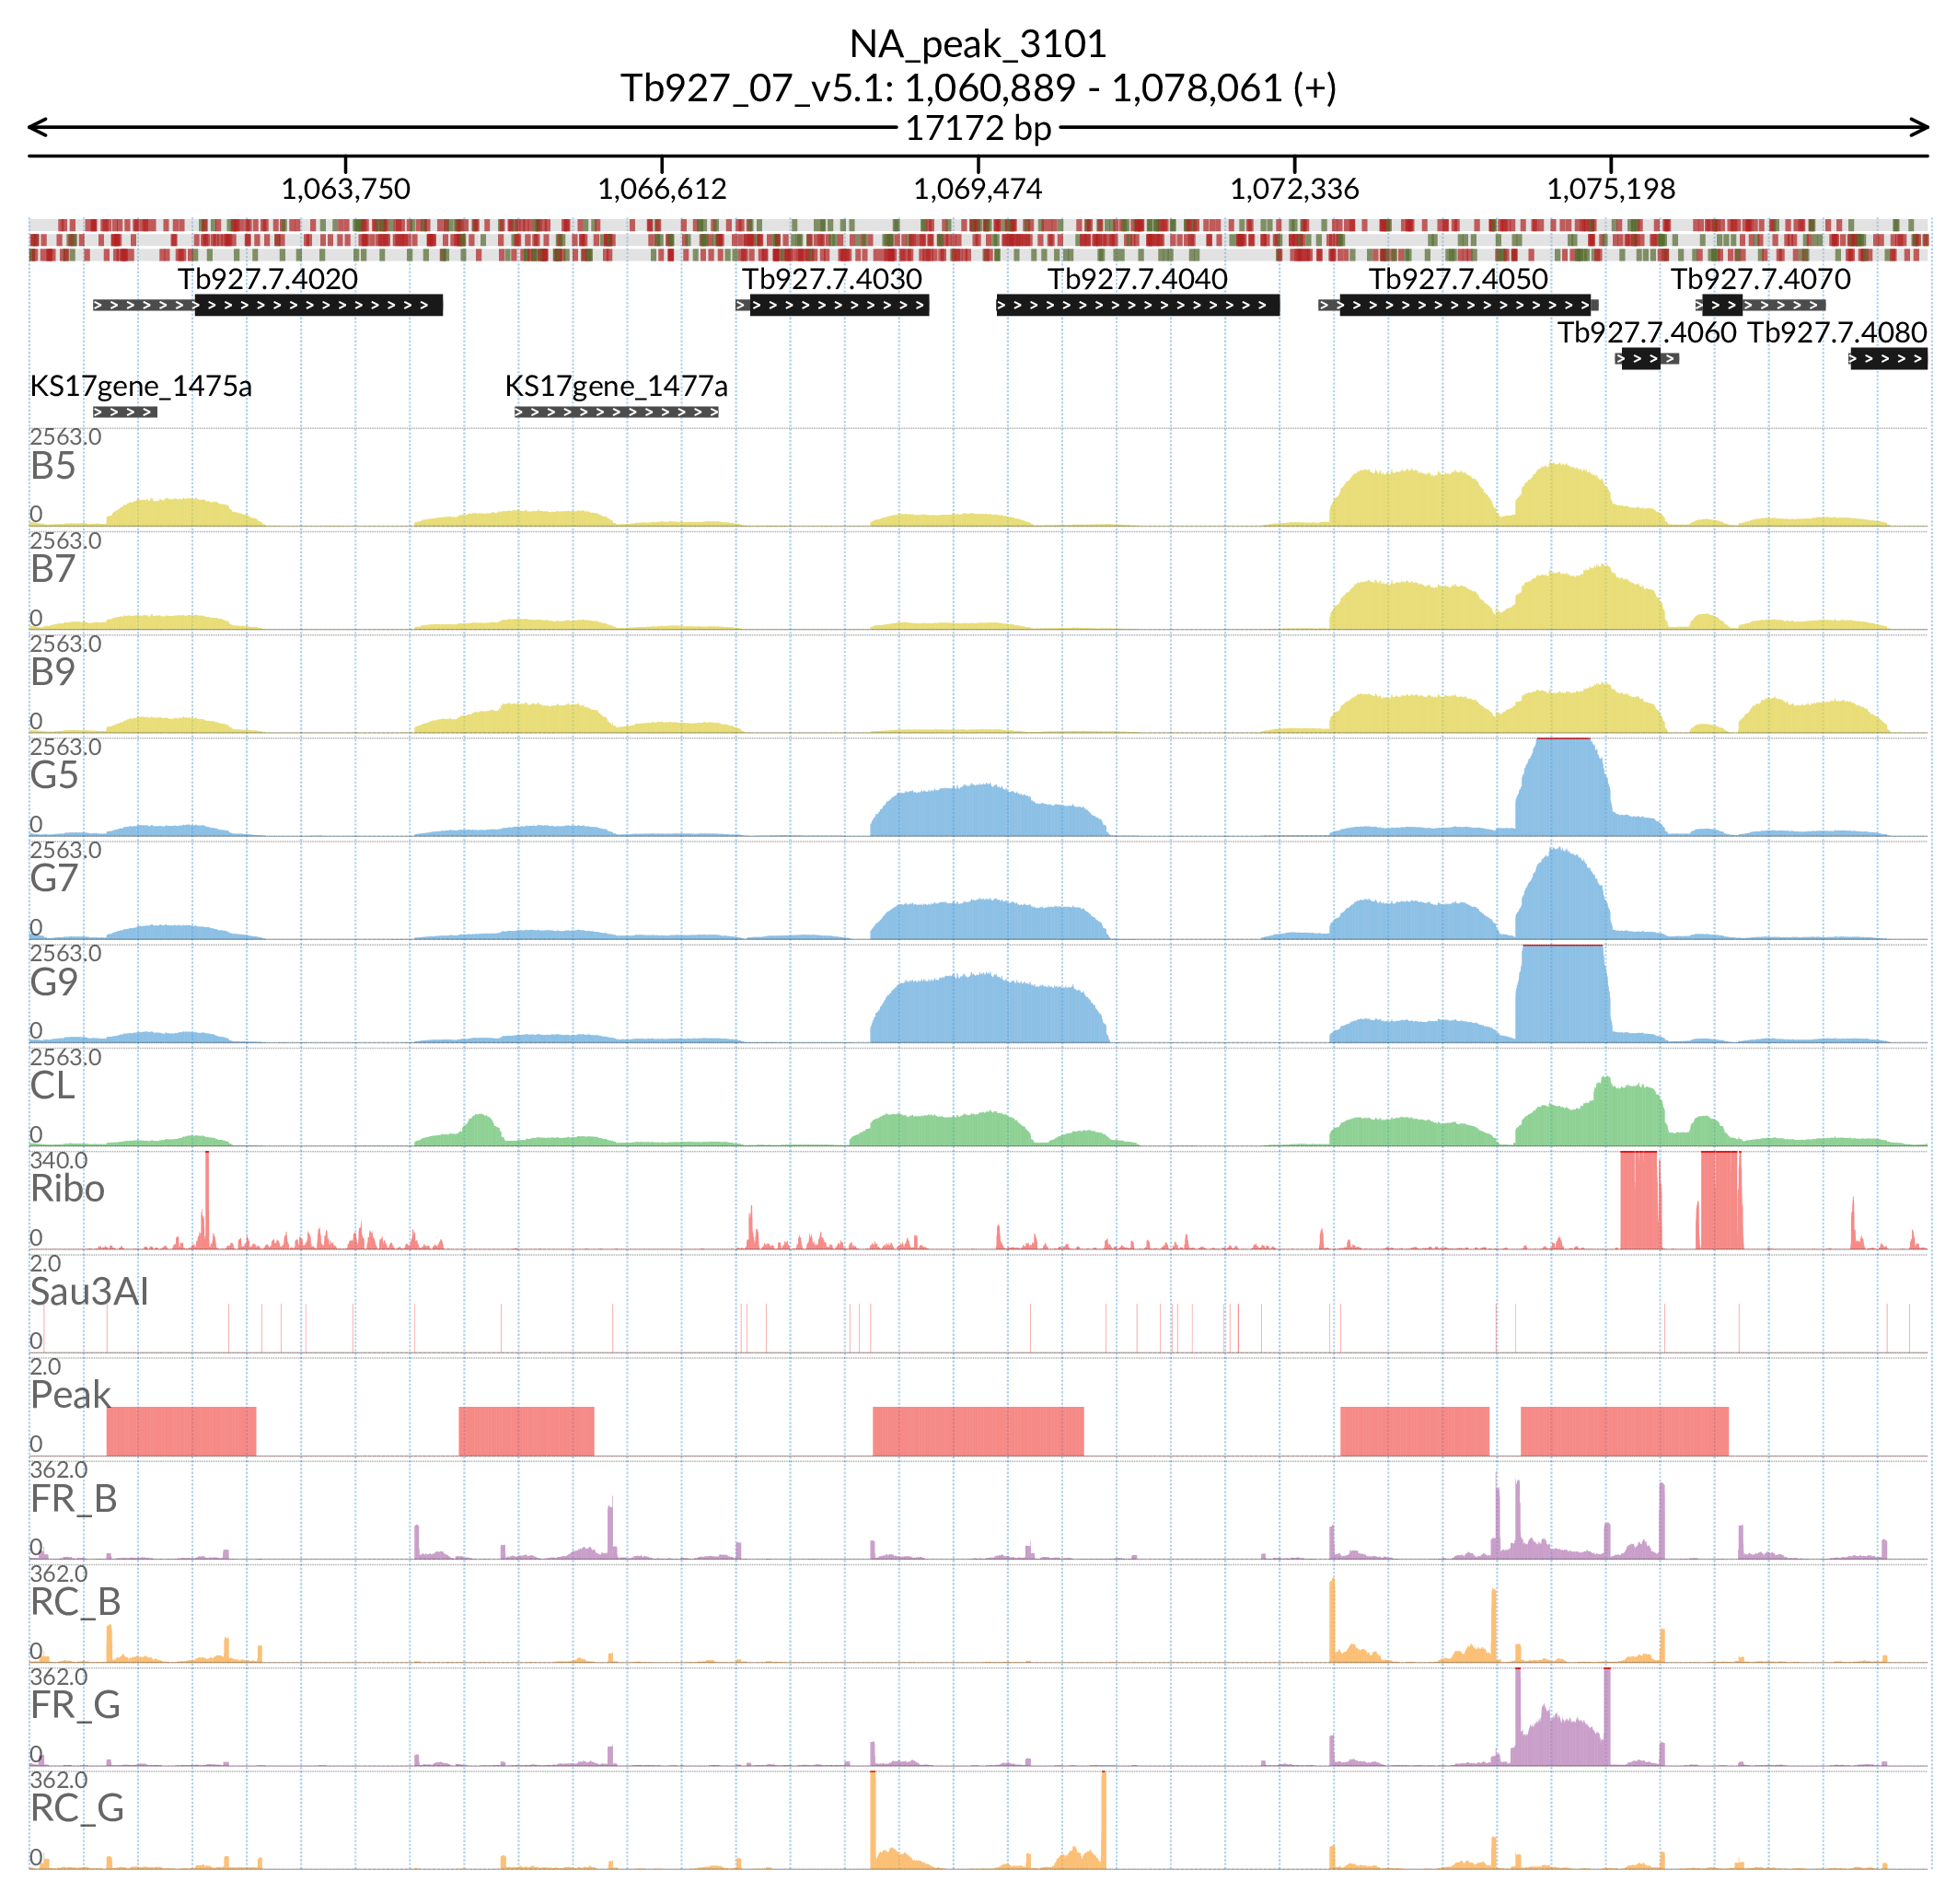 NA_peak_3101
Tb927_07_v5.1: 1,060,889 - 1,078,061 (+)
17172 bp
1,063,750 1,066,612 1,069,474 1,072,336 1,075,198
Tb927.7.4020 Tb927.7.4030 Tb927.7.4040 Tb927.7.4050 Tb927.7.4070
Tb927.7.4060 Tb927.7.4080
KS17gene_1475a KS17gene_1477a
2563.0
B5
0
2563.0
B7
0
2563.0
B9
0
2563.0
G5
0
2563.0
G7
0
2563.0
G9
0
2563.0
CL
0
340.0
Ribo
0
2.0
Sau3AI
0
2.0
Peak
0
362.0
FR_B
0
362.0
RC_B
0
362.0
FR_G
0
362.0
RC_G
0